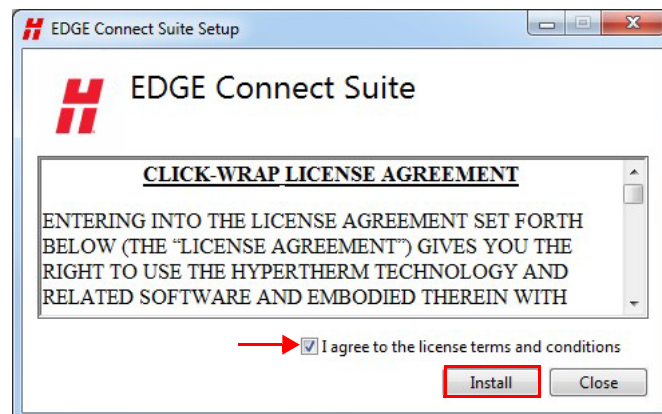 EDGE Connect Suite Setup
EDGE Connect Suite
CLICK-WRAP LICENSE AGREEMENT
ENTERING INTO THE LICENSE AGREEMENT SET FORTH
BELOW (THE “LICENSE AGREEMENT”) GIVES YOU THE
RIGHT TO USE THE HYPERTHERM TECHNOLOGY AND
RELATED SOFTWARE AND EMBODIED THEREIN WITH
I agree to the license terms and conditions
Install Close